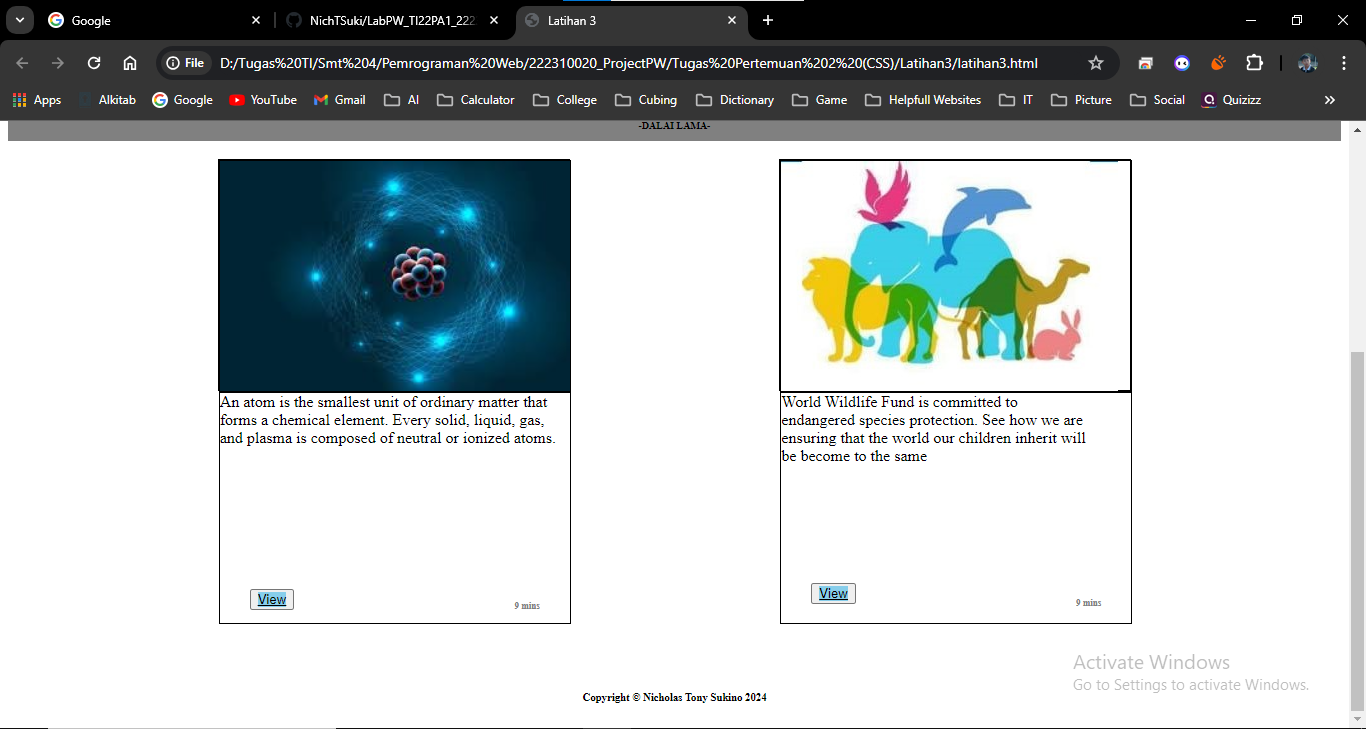 Google
NichTSuki/LabPW_TI22PA1_222
Latihan 3
File
D:/Tugas%20TI/Smt%204/Pemrograman%20Web/222310020_ProjectPW/Tugas%20Pertemuan%202%20(CSS)/Latihan3/latihan3.html
Apps Alkitab Google YouTube Gmail AI Calculator College Cubing Dictionary Game Helpfull Websites IT Picture Social Quizizz
-DALAI LAMA-
An atom is the smallest unit of ordinary matter that
forms a chemical element. Every solid, liquid, gas,
and plasma is composed of neutral or ionized atoms.
View
9 mins
World Wildlife Fund is committed to
endangered species protection. See how we are
ensuring that the world our children inherit will
be become to the same
View
9 mins
Activate Windows
Go to Settings to activate Windows.
Copyright © Nicholas Tony Sukino 2024